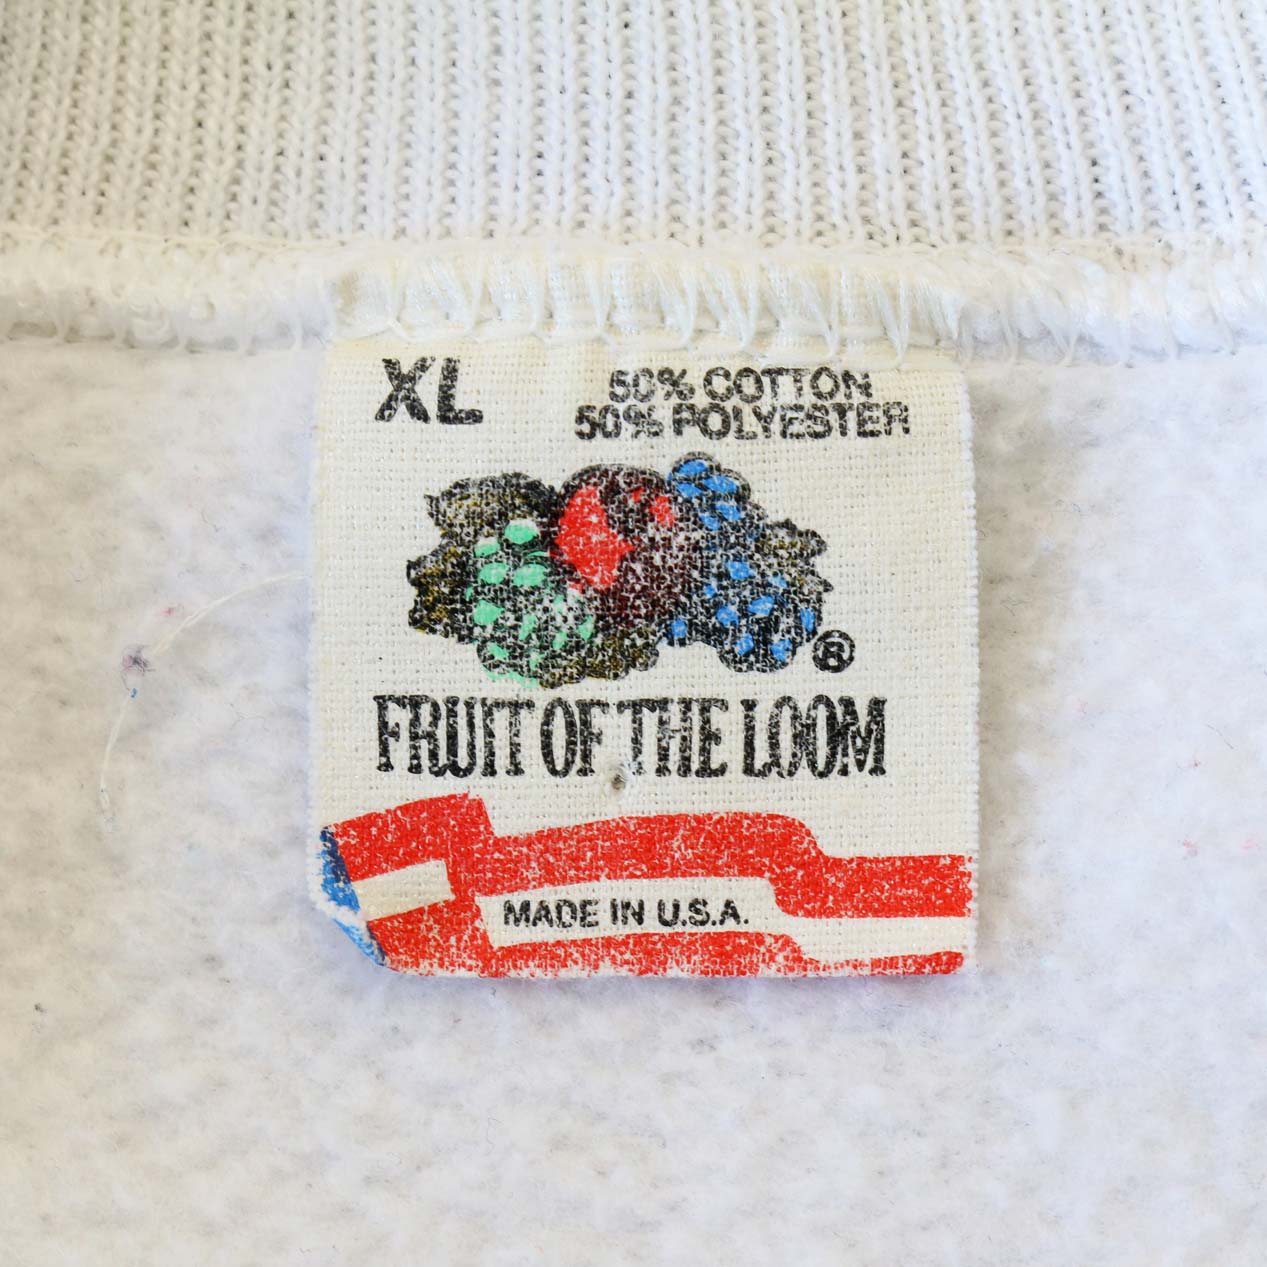 XL
50% COTTON
50% POLYESTER
®
FRUIT OF THE LOOM
MADE IN U.S.A.